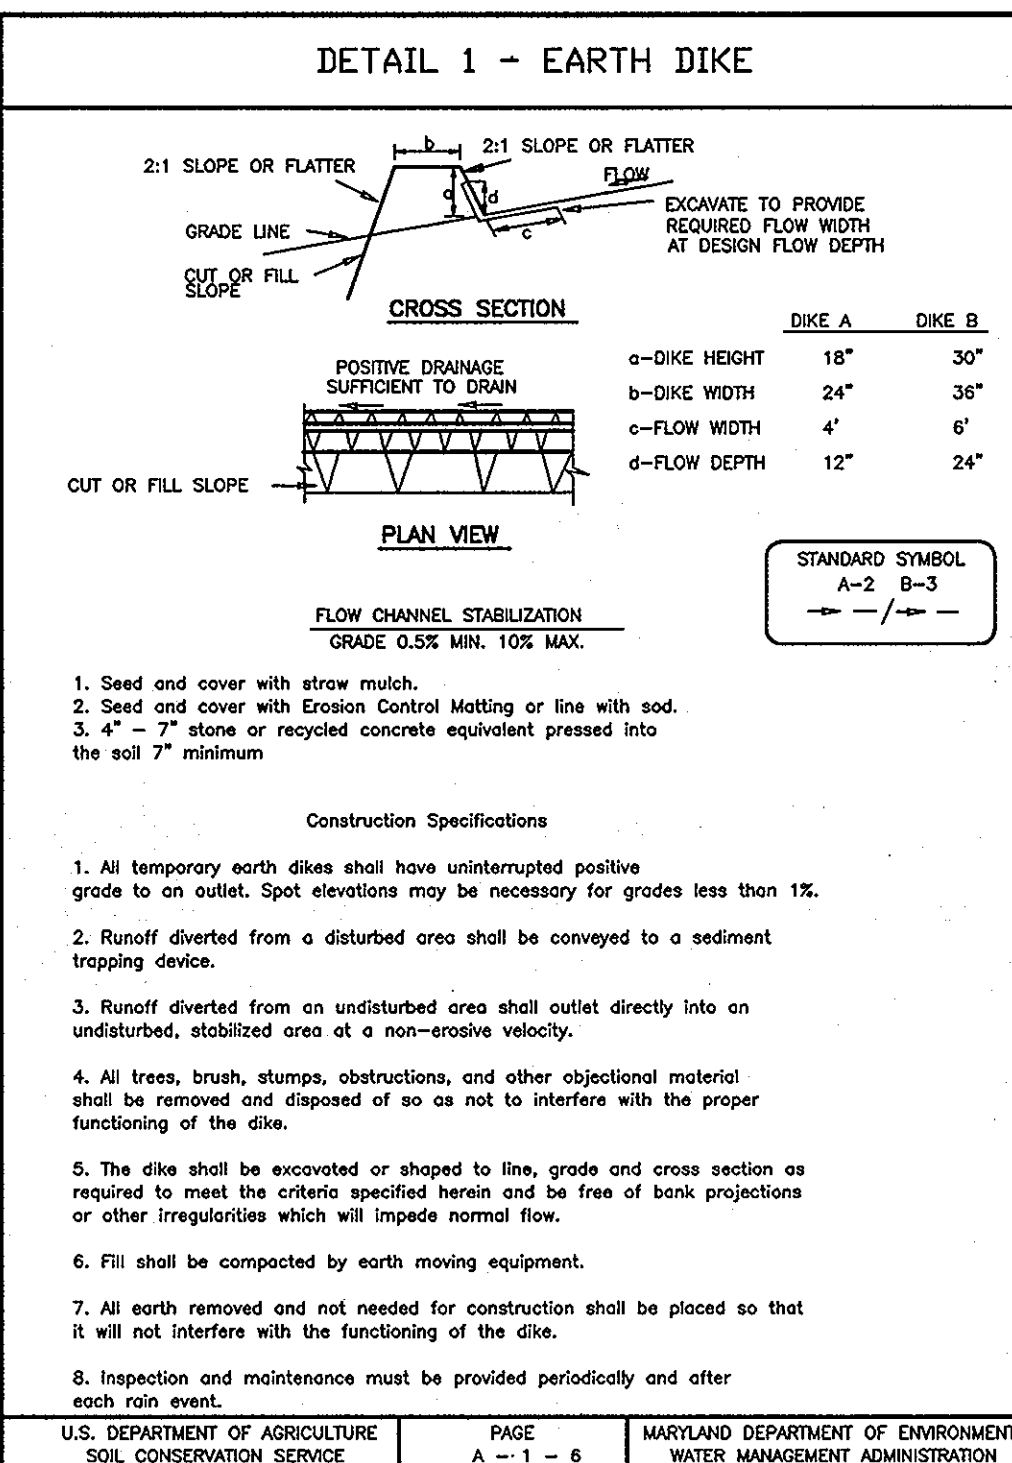 DETAIL 1 - EARTH DIKE
b
2:1 SLOPE OR FLATTER
2:1 SLOPE OR FLATTER
FLOW
a
d
EXCAVATE TO PROVIDE
REQUIRED FLOW WIDTH
AT DESIGN FLOW DEPTH
GRADE LINE
c
CUT OR FILL
SLOPE
CROSS SECTION
DIKE A DIKE B
a-DIKE HEIGHT 18" 30"
b-DIKE WIDTH 24" 36"
c-FLOW WIDTH 4' 6'
d-FLOW DEPTH 12" 24"
POSITIVE DRAINAGE
SUFFICIENT TO DRAIN
CUT OR FILL SLOPE
PLAN VIEW
STANDARD SYMBOL
A-2 B-3
FLOW CHANNEL STABILIZATION
GRADE 0.5% MIN. 10% MAX.
1. Seed and cover with straw mulch.
2. Seed and cover with Erosion Control Matting or line with sod.
3. 4" - 7" stone or recycled concrete equivalent pressed into
the soil 7" minimum
Construction Specifications
1. All temporary earth dikes shall have uninterrupted positive
grade to an outlet. Spot elevations may be necessary for grades less than 1%.
2. Runoff diverted from a disturbed area shall be conveyed to a sediment
trapping device.
3. Runoff diverted from an undisturbed area shall outlet directly into an
undisturbed, stabilized area at a non-erosive velocity.
4. All trees, brush, stumps, obstructions, and other objectional material
shall be removed and disposed of so as not to interfere with the proper
functioning of the dike.
5. The dike shall be excavated or shaped to line, grade and cross section as
required to meet the criteria specified herein and be free of bank projections
or other irregularities which will impede normal flow.
6. Fill shall be compacted by earth moving equipment.
7. All earth removed and not needed for construction shall be placed so that
it will not interfere with the functioning of the dike.
8. Inspection and maintenance must be provided periodically and after
each rain event.
U.S. DEPARTMENT OF AGRICULTURE
SOIL CONSERVATION SERVICE
PAGE
A - 1 - 6
MARYLAND DEPARTMENT OF ENVIRONMENT
WATER MANAGEMENT ADMINISTRATION